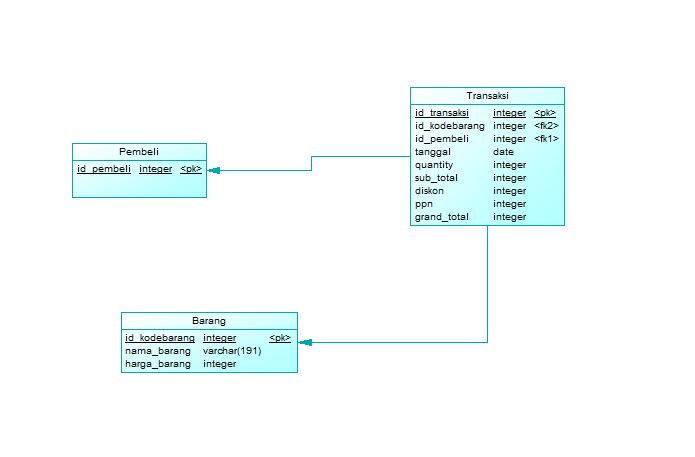 Transaksi
id_transaksi integer <pk>
id_kodebarang integer <fk2>
id_pembeli integer <fk1>
tanggal date
quantity integer
sub_total integer
diskon integer
ppn integer
grand_total integer
Pembeli
id_pembeli integer <pk>
Barang
id_kodebarang integer <pk>
nama_barang varchar(191)
harga_barang integer